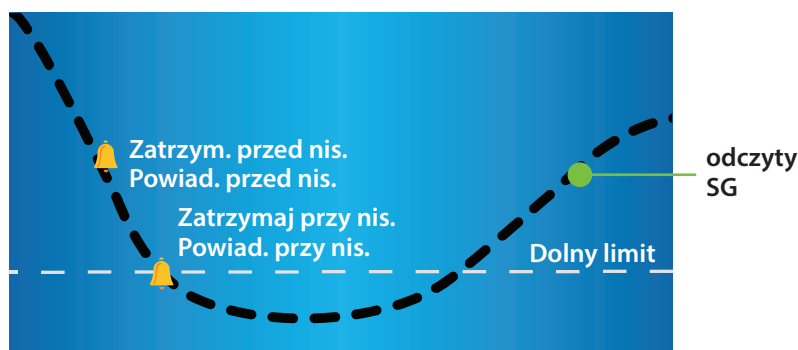 Zatrzym. przed nis.
Powiad. przed nis.
Zatrzymaj przy nis.
Powiad. przy nis.
Dolny limit
odczyty
SG